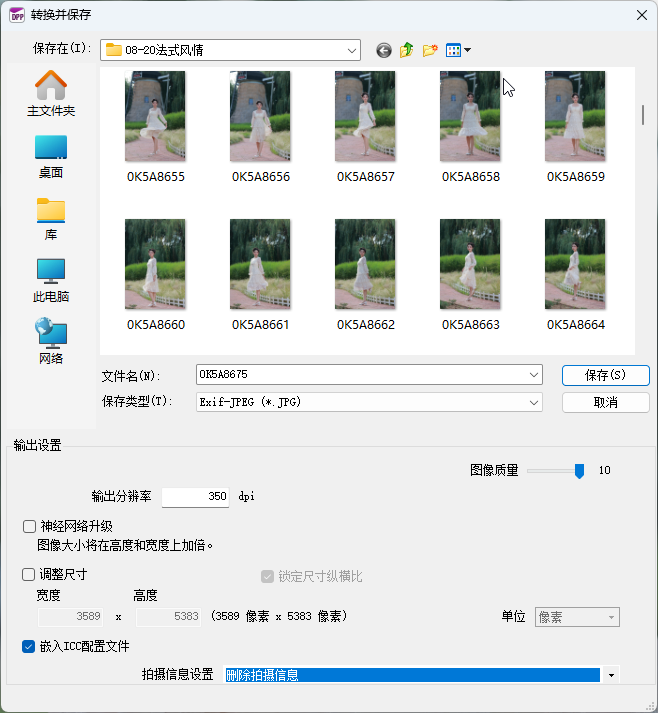 DPP 转换并保存
保存在(I): 08-20法式风情
主文件夹
桌面
库
此电脑
网络
0K5A8655 0K5A8656 0K5A8657 0K5A8658 0K5A8659
0K5A8660 0K5A8661 0K5A8662 0K5A8663 0K5A8664
文件名(N): 0K5A8675 保存(S)
保存类型(T): Exif-JPEG (*.JPG) 取消
输出设置
图像质量 10
输出分辨率 350 dpi
神经网络升级
图像大小将在高度和宽度上加倍。
调整尺寸 锁定尺寸纵横比
宽度 高度
3589 x 5383 (3589 像素 x 5383 像素) 单位 像素
嵌入ICC配置文件
拍摄信息设置 删除拍摄信息